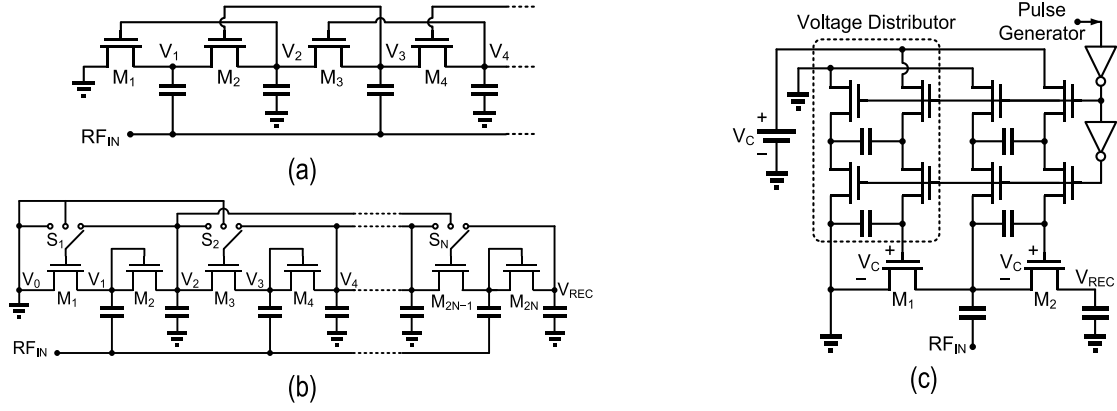 V1 V2 V3 V4
M1 M2 M3 M4
RFIN
(a)
S1 S2 SN
V0 V1 V2 V3 V4
M1 M2 M3 M4 M2N−1 M2N VREC
RFIN
(b)
Voltage Distributor
Pulse
Generator
+
VC
−
VC + VC +
− −
M1 M2 VREC
RFIN
(c)